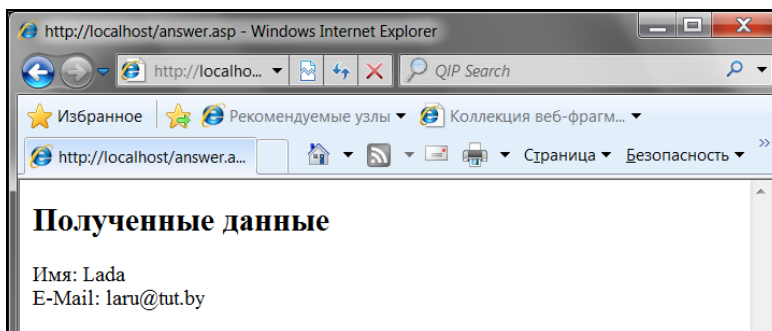 http://localhost/answer.asp - Windows Internet Explorer
http://localho... QIP Search
Избранное Рекомендуемые узлы Коллекция веб-фрагм...
http://localhost/answer.a... Страница Безопасность »
Полученные данные
Имя: Lada
E-Mail: laru@tut.by